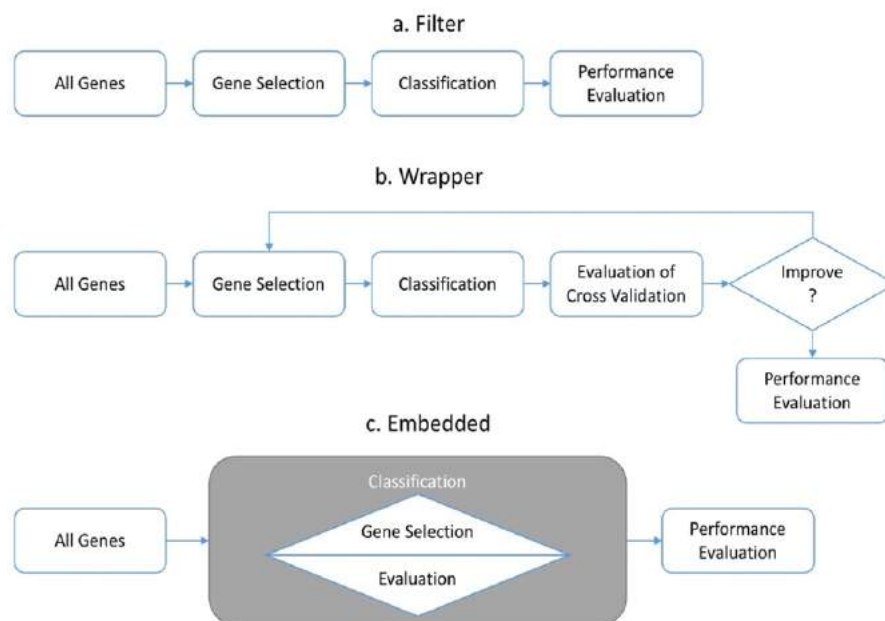 a. Filter
All Genes
Gene Selection
Classification
Performance
Evaluation
b. Wrapper
All Genes
Gene Selection
Classification
Evaluation of
Cross Validation
Improve
?
Performance
Evaluation
c. Embedded
Classification
All Genes
Gene Selection
Evaluation
Performance
Evaluation